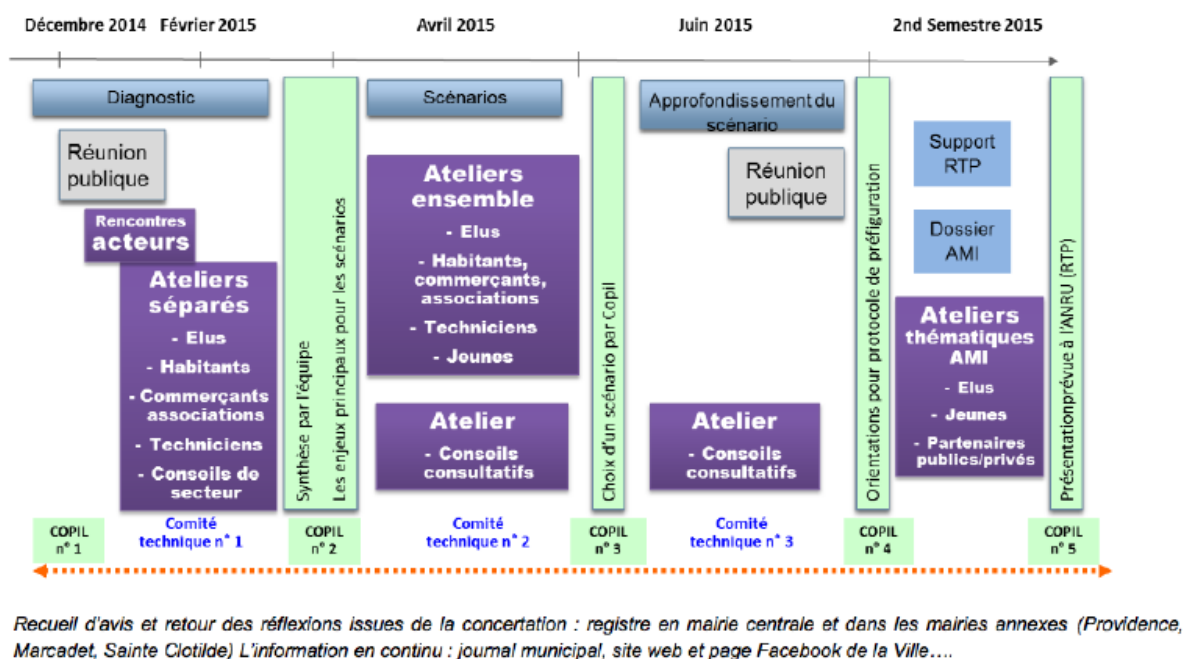 Décembre 2014 Février 2015 Avril 2015 Juin 2015 2nd Semestre 2015
Diagnostic
Réunion
publique
Rencontres
acteurs
Ateliers
séparés
- Elus
- Habitants
- Commerçants
associations
- Techniciens
- Conseils de
secteur
Synthèse par l'équipe
Les enjeux principaux pour les scénarios
Scénarios
Ateliers
ensemble
- Elus
- Habitants,
commerçants,
associations
- Techniciens
- Jeunes
Atelier
- Conseils
consultatifs
Choix d'un scénario par Copil
Approfondissement du
scénario
Réunion
publique
Atelier
- Conseils
consultatifs
Orientations pour protocole de préfiguration
Support
RTP
Dossier
AMI
Ateliers
thématiques
AMI
- Elus
- Jeunes
- Partenaires
publics/privés
Présentationprévue à l'ANRU (RTP)
COPIL
n° 1
Comité
technique n° 1
COPIL
n° 2
Comité
technique n° 2
COPIL
n° 3
Comité
technique n° 3
COPIL
n° 4
COPIL
n° 5
Recueil d'avis et retour des réflexions issues de la concertation : registre en mairie centrale et dans les mairies annexes (Providence,
Marcadet, Sainte Clotilde) L'information en continu : journal municipal, site web et page Facebook de la Ville….